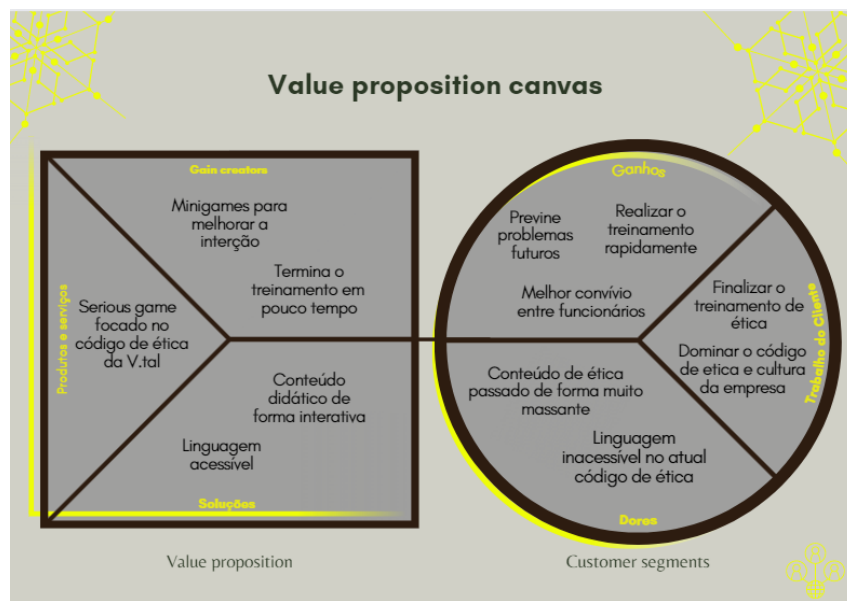 Value proposition canvas
Gain creators
Minigames para
melhorar a
interção
Termina o
treinamento em
pouco tempo
Produtos e serviços
Serious game
focado no
código de ética
da V.tal
Conteúdo
didático de
forma interativa
Linguagem
acessível
Soluções
Value proposition
Ganhos
Previne
problemas
futuros
Realizar o
treinamento
rapidamente
Melhor convívio
entre funcionários
Finalizar o
treinamento de
ética
Dominar o código
de etica e cultura
da empresa
Trabalho do Cliente
Conteúdo de ética
passado de forma muito
massante
Linguagem
inacessível no atual
código de ética
Dores
Customer segments